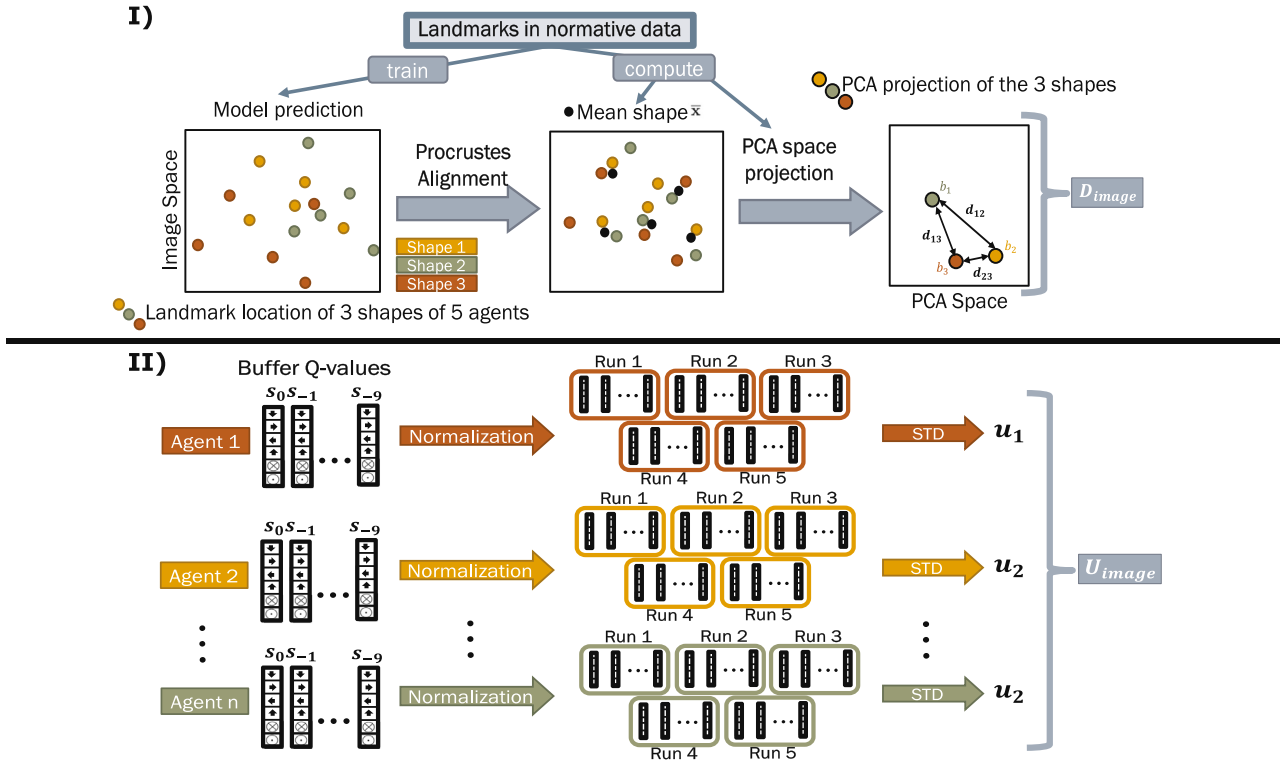 I)
Landmarks in normative data
train
compute
PCA projection of the 3 shapes
Model prediction
Mean shape x̄
Image Space
Procrustes
Alignment
PCA space
projection
Shape 1
Shape 2
Shape 3
b1
d12
d13
b2
b3
d23
D_image
PCA Space
Landmark location of 3 shapes of 5 agents
II)
Buffer Q-values
s0 s−1 s−9
Agent 1
Normalization
Run 1 Run 2 Run 3
Run 4 Run 5
STD
u1
s0 s−1 s−9
Agent 2
Normalization
Run 1 Run 2 Run 3
Run 4 Run 5
STD
u2
U_image
s0 s−1 s−9
Agent n
Normalization
Run 1 Run 2 Run 3
Run 4 Run 5
STD
u2